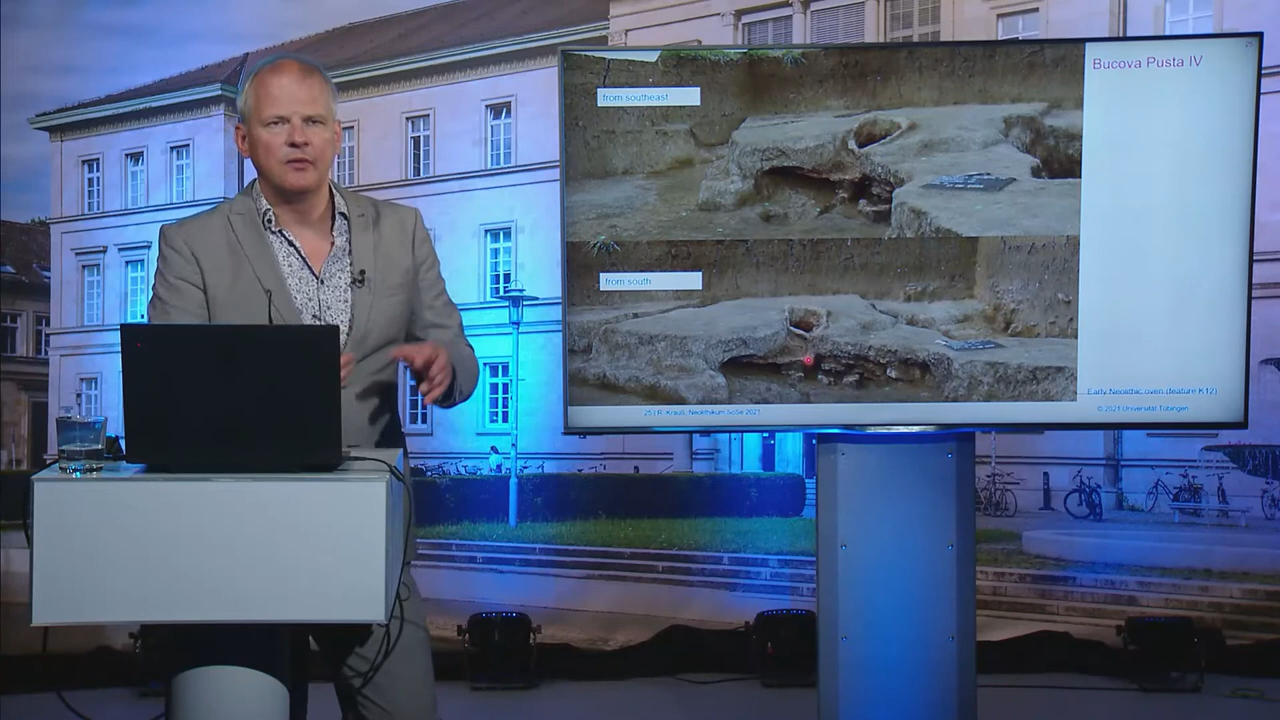 25
Bucova Pusta IV
from southeast
from south
Early Neolithic oven (feature K12)
25 | R. Krauß, Neolithikum SoSe 2021
© 2021 Universität Tübingen